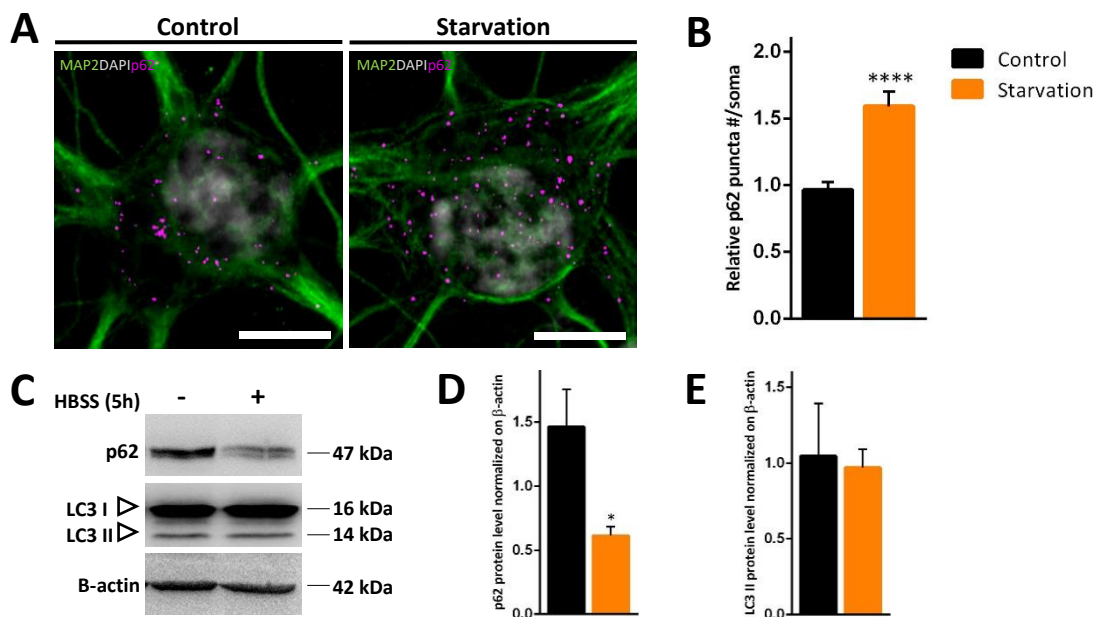 A
Control
Starvation
MAP2DAPIp62
MAP2DAPIp62
B
Relative p62 puncta #/soma
2.0
1.5
1.0
0.5
0.0
****
Control
Starvation
C
HBSS (5h) - +
p62 47 kDa
LC3 I 16 kDa
LC3 II 14 kDa
B-actin 42 kDa
D
p62 protein level normalized on β-actin
1.5
1.0
0.5
0.0
*
E
LC3 II protein level normalized on β-actin
1.5
1.0
0.5
0.0